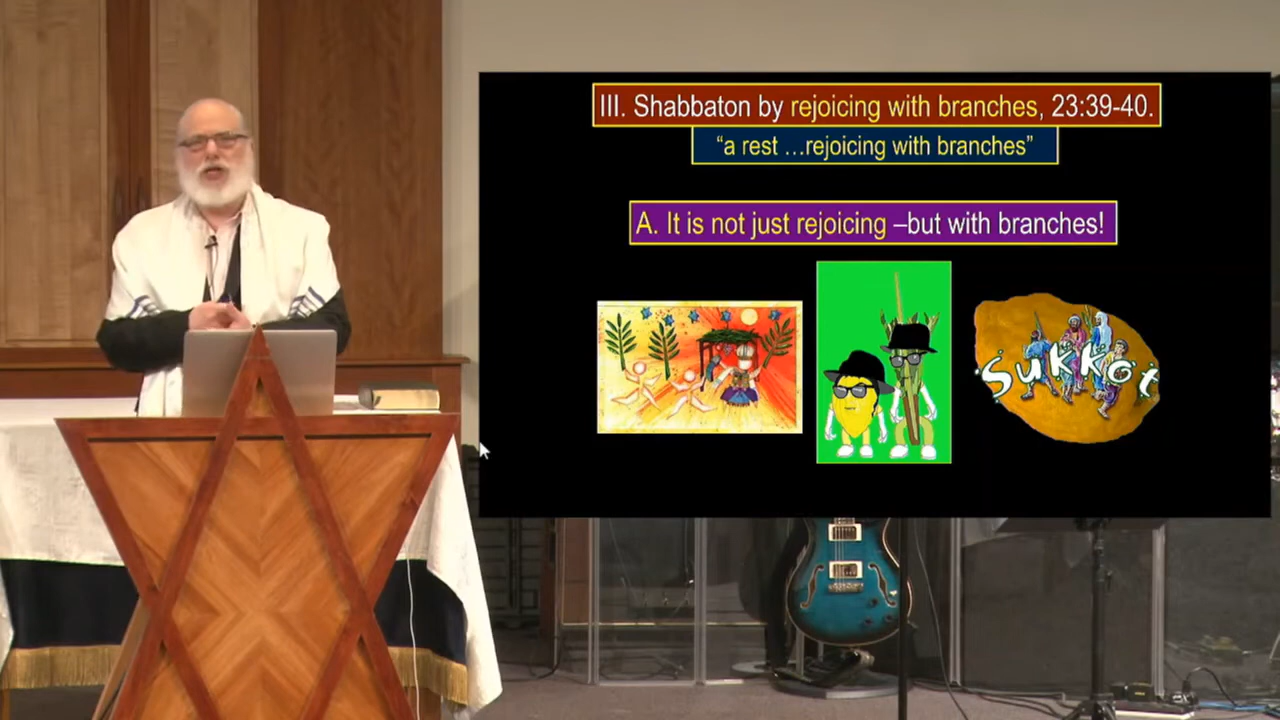 III. Shabbaton by rejoicing with branches, 23:39-40.
“a rest …rejoicing with branches”
A. It is not just rejoicing –but with branches!
Sukkot